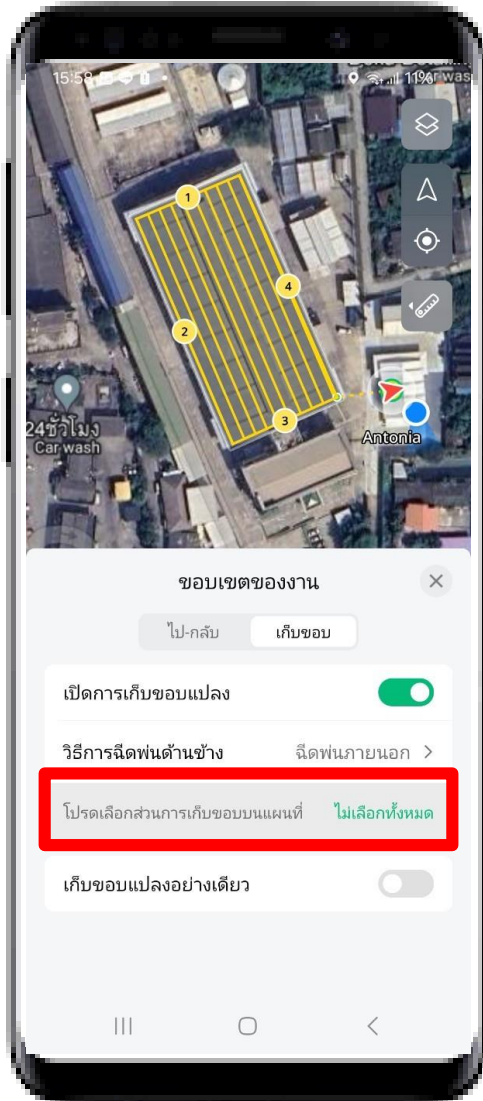 15:58
11%
1
4
2
3
24ชั่วโมง
Car wash
Antonia
ขอบเขตของงาน
ไป-กลับ เก็บขอบ
เปิดการเก็บขอบแปลง
วิธีการฉีดพ่นด้านข้าง ฉีดพ่นภายนอก
โปรดเลือกส่วนการเก็บขอบบนแผนที่ ไม่เลือกทั้งหมด
เก็บขอบแปลงอย่างเดียว